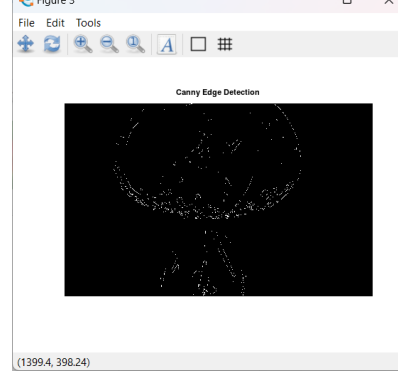 Figure 3
File Edit Tools
A
Canny Edge Detection
(1399.4, 398.24)